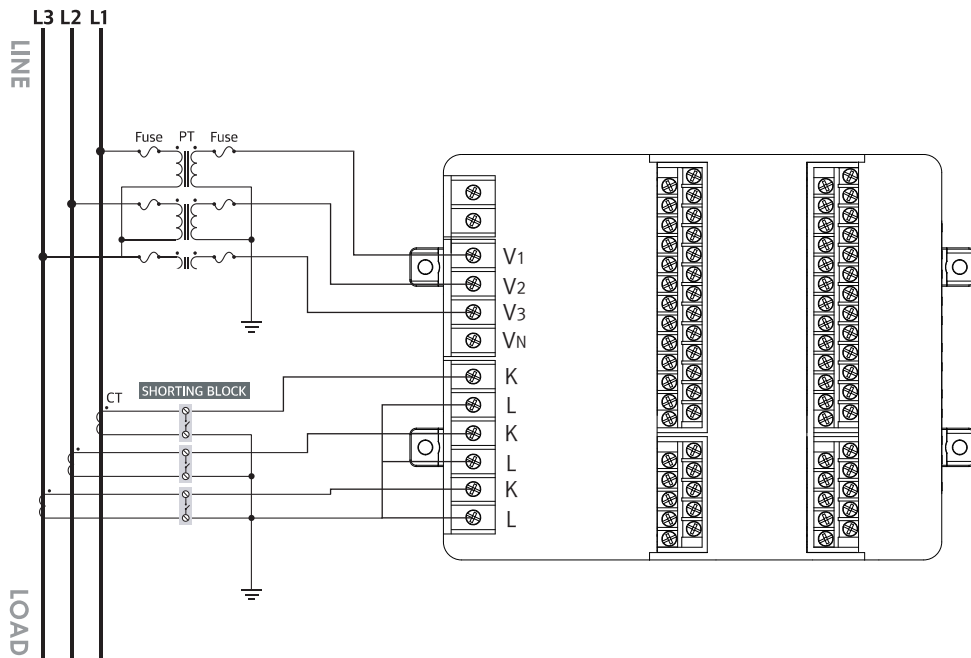 L3 L2 L1
LINE
Fuse PT Fuse
V1
V2
V3
VN
K
SHORTING BLOCK
CT
L
K
L
K
L
LOAD